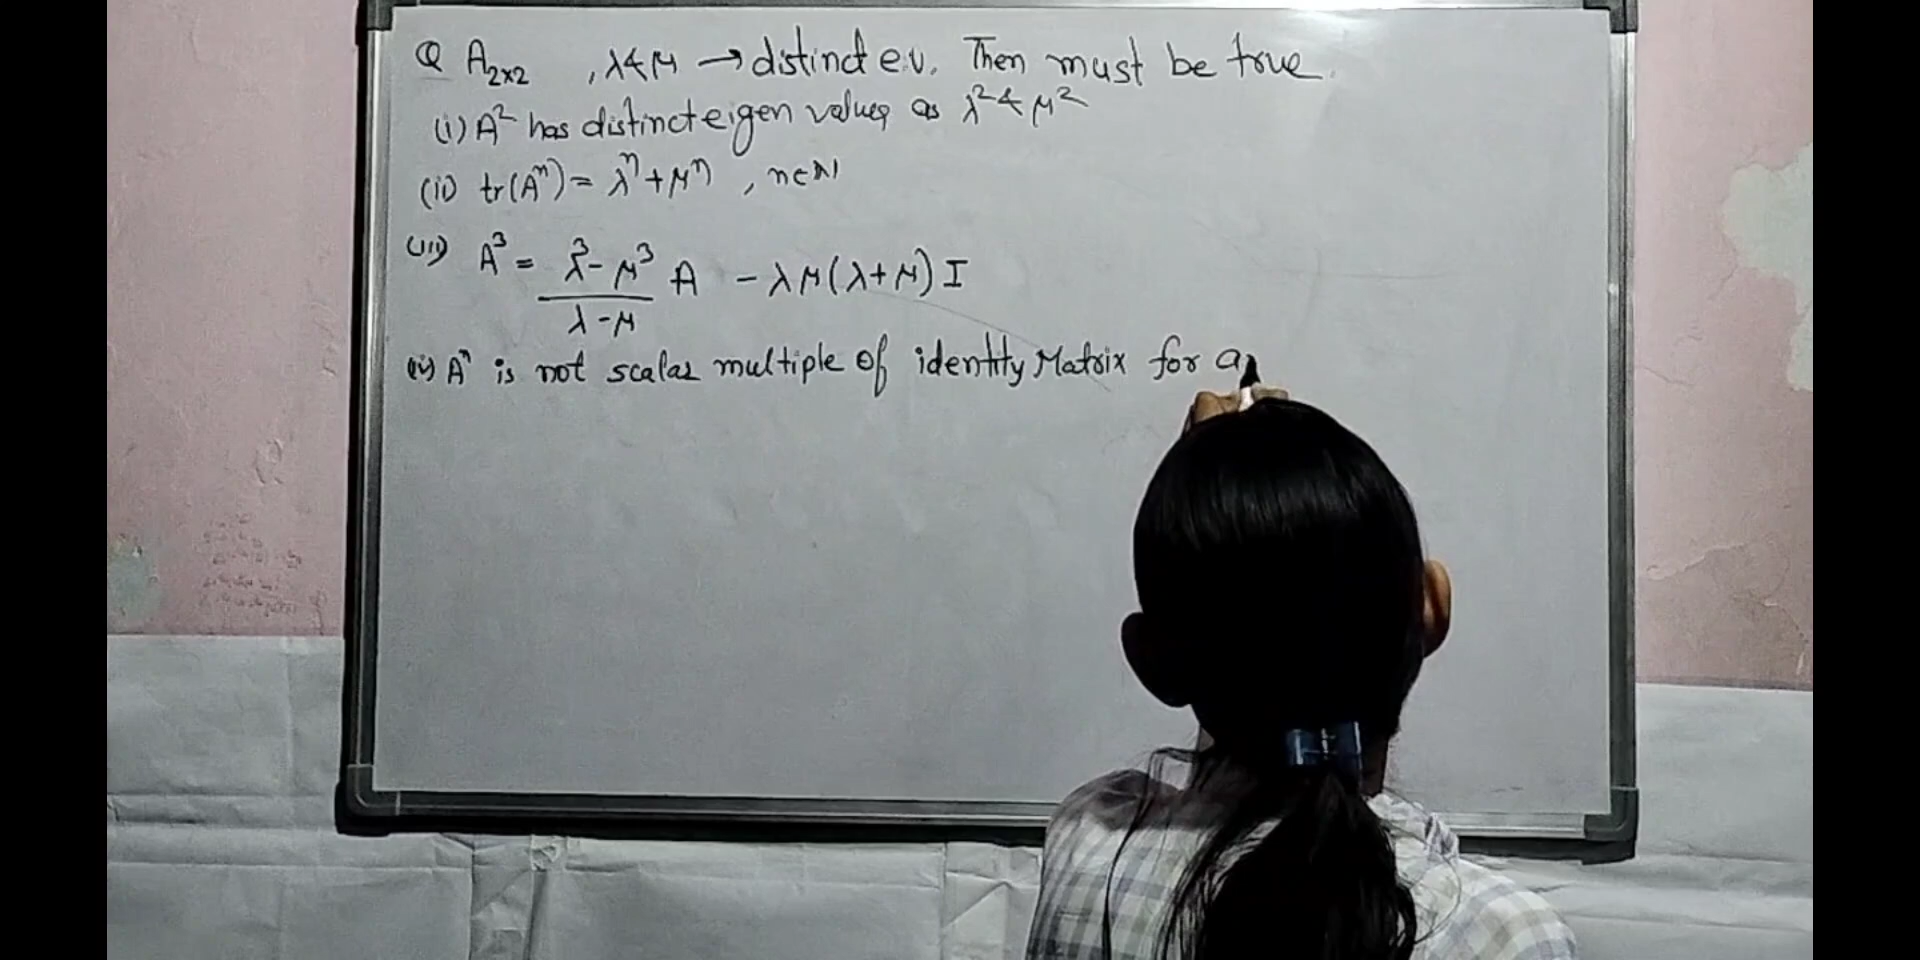 Q A₂ₓ₂ , λ & μ → distinct e.v. Then must be true.
(i) A² has distinct eigen values as λ² & μ²
(ii) tr(Aⁿ) = λⁿ + μⁿ , n∈N
(iii) A³ = (λ³ - μ³)/(λ - μ) A - λμ(λ+μ) I
(iv) Aⁿ is not scalar multiple of identity Matrix for